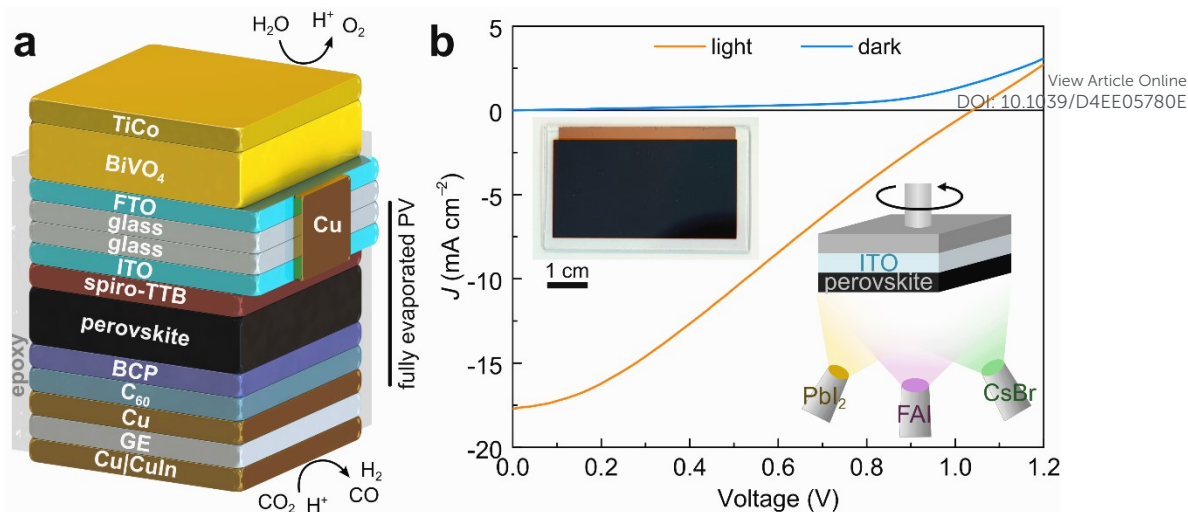 a
H₂O H⁺ O₂
TiCo
BiVO₄
FTO
glass
glass
ITO
spiro-TTB
perovskite
BCP
C₆₀
Cu
GE
Cu|CuIn
Cu
epoxy
fully evaporated PV
CO₂ H⁺ H₂
CO
b
light
dark
View Article Online
DOI: 10.1039/D4EE05780E
J (mA cm⁻²)
5
0
-5
-10
-15
-20
1 cm
ITO
perovskite
PbI₂
FAI
CsBr
0.0 0.2 0.4 0.6 0.8 1.0 1.2
Voltage (V)